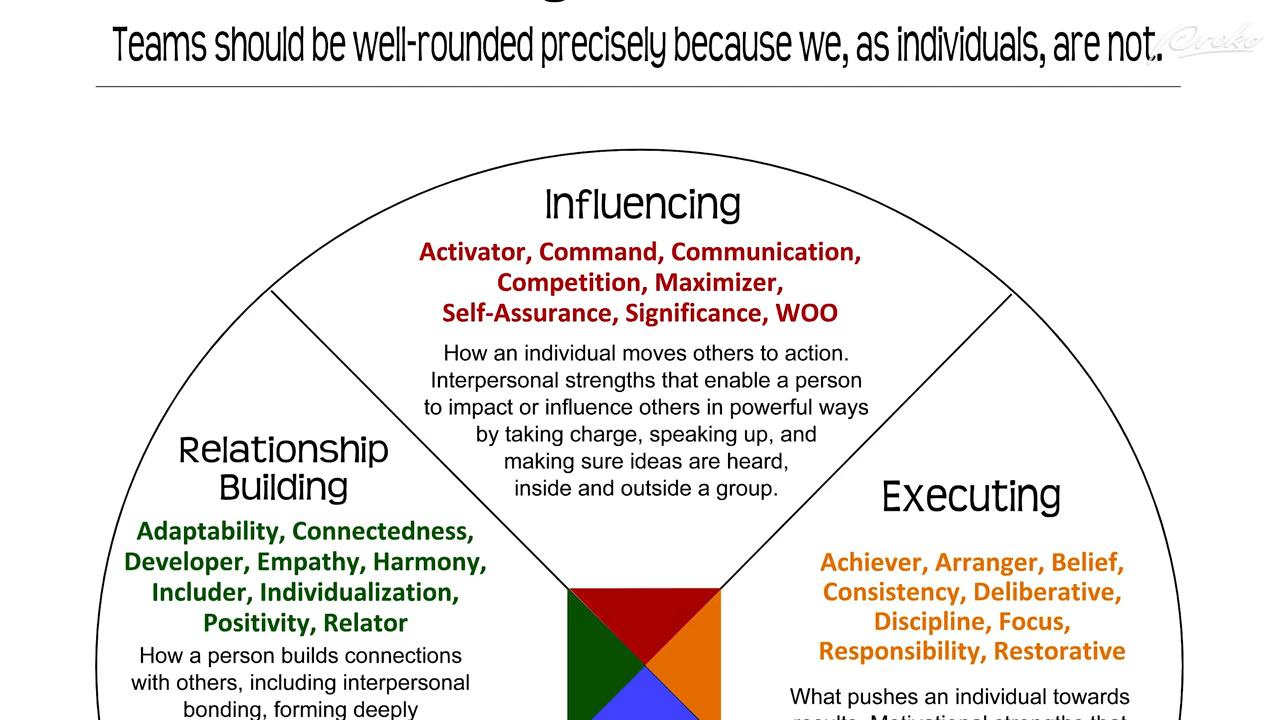 Teams should be well-rounded precisely because we, as individuals, are not.
Influencing
Activator, Command, Communication,
Competition, Maximizer,
Self-Assurance, Significance, WOO
How an individual moves others to action.
Interpersonal strengths that enable a person
to impact or influence others in powerful ways
by taking charge, speaking up, and
making sure ideas are heard,
inside and outside a group.
Relationship
Building
Adaptability, Connectedness,
Developer, Empathy, Harmony,
Includer, Individualization,
Positivity, Relator
How a person builds connections
with others, including interpersonal
bonding, forming deeply
Executing
Achiever, Arranger, Belief,
Consistency, Deliberative,
Discipline, Focus,
Responsibility, Restorative
What pushes an individual towards